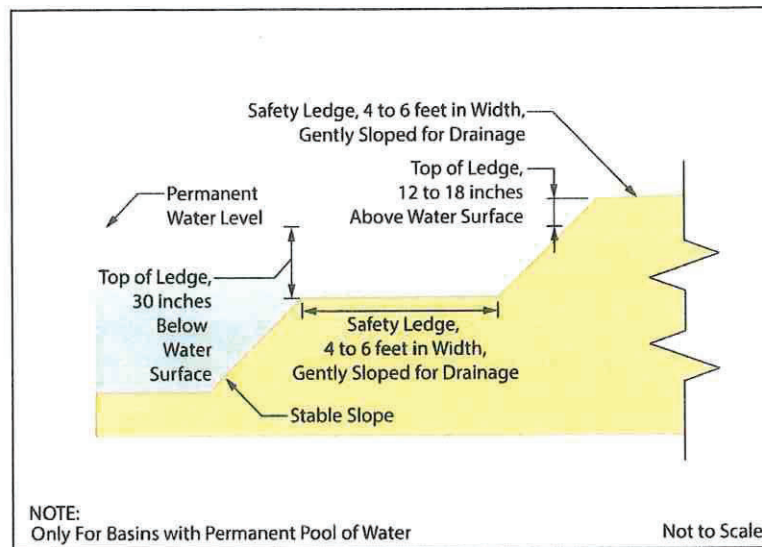 Safety Ledge, 4 to 6 feet in Width,
Gently Sloped for Drainage
Top of Ledge,
12 to 18 inches
Above Water Surface
Permanent
Water Level
Top of Ledge,
30 inches
Below
Water
Surface
Safety Ledge,
4 to 6 feet in Width,
Gently Sloped for Drainage
Stable Slope
NOTE:
Only For Basins with Permanent Pool of Water
Not to Scale